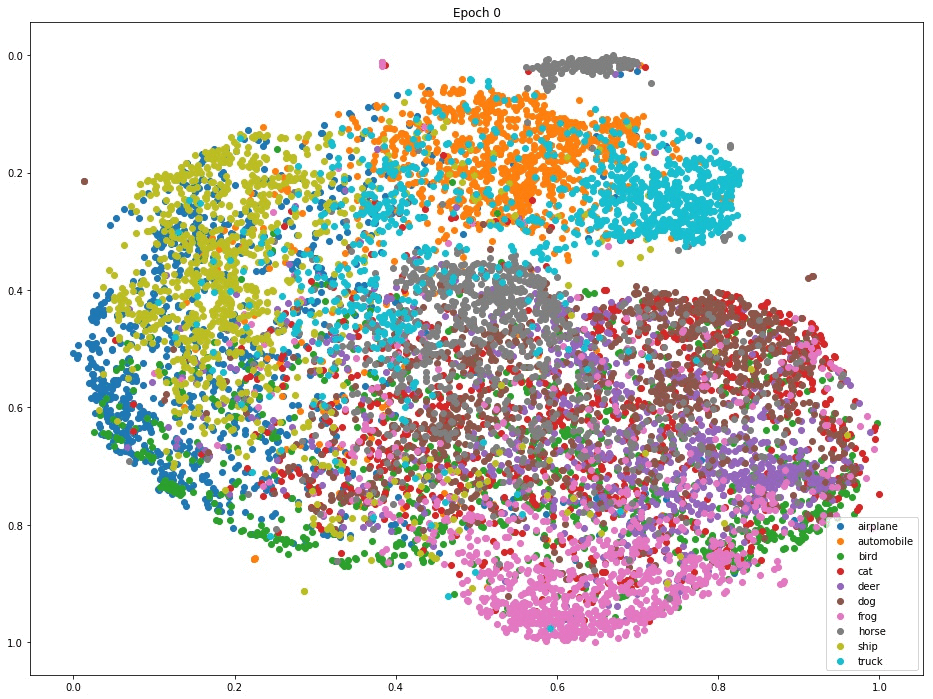 Epoch 0
0.0
0.2
0.4
0.6
0.8
1.0
0.0 0.2 0.4 0.6 0.8 1.0
airplane
automobile
bird
cat
deer
dog
frog
horse
ship
truck